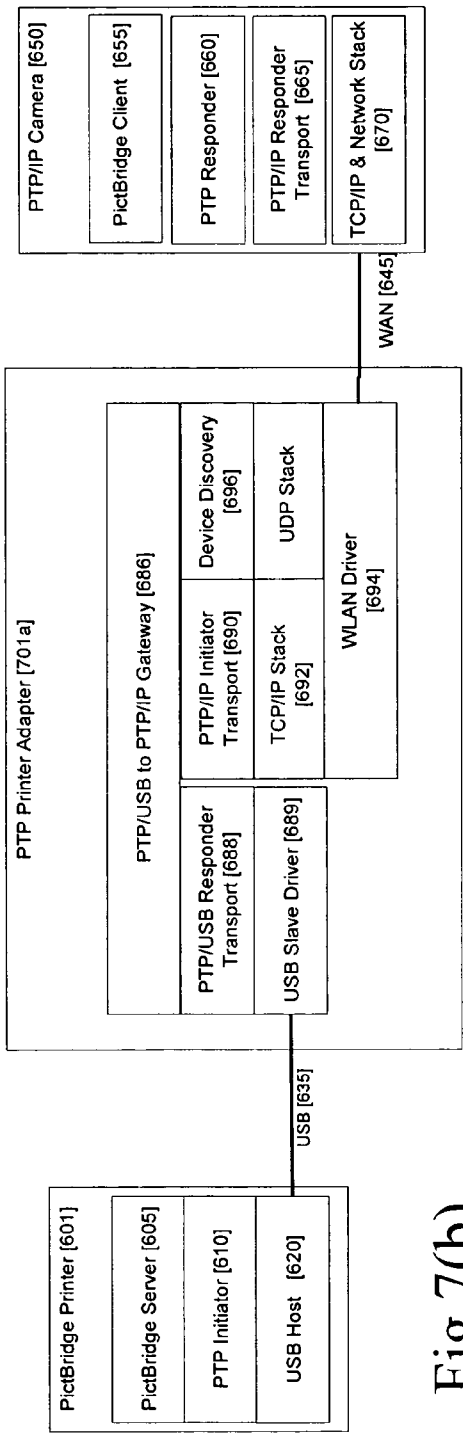 PictBridge Printer [601]
PictBridge Server [605]
PTP Initiator [610]
USB Host [620]
USB [635]
PTP Printer Adapter [701a]
PTP/USB to PTP/IP Gateway [686]
PTP/USB Responder
Transport [688]
USB Slave Driver [689]
PTP/IP Initiator
Transport [690]
TCP/IP Stack
[692]
Device Discovery
[696]
UDP Stack
WLAN Driver
[694]
WAN [645]
PTP/IP Camera [650]
PictBridge Client [655]
PTP Responder [660]
PTP/IP Responder
Transport [665]
TCP/IP & Network Stack
[670]
Fig 7(b)